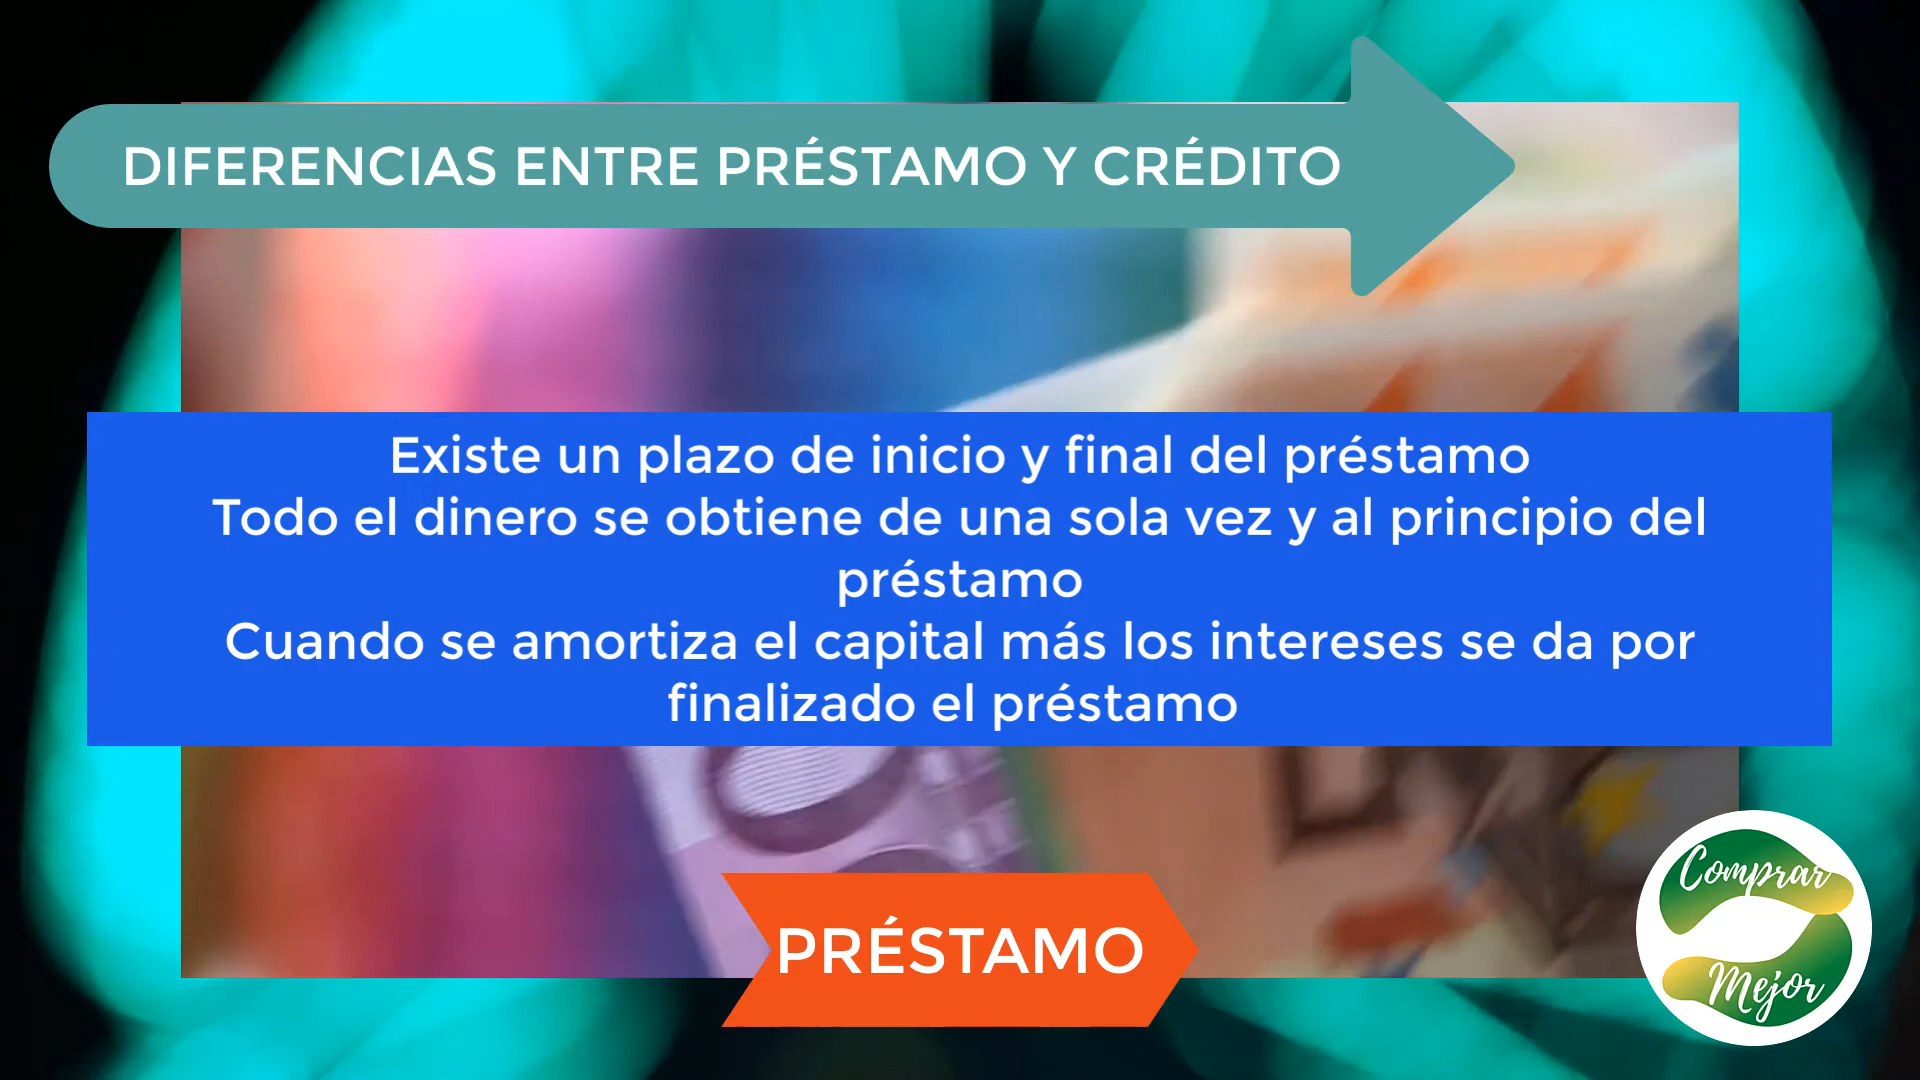 DIFERENCIAS ENTRE PRÉSTAMO Y CRÉDITO
Existe un plazo de inicio y final del préstamo
Todo el dinero se obtiene de una sola vez y al principio del
préstamo
Cuando se amortiza el capital más los intereses se da por
finalizado el préstamo
PRÉSTAMO
Comprar
Mejor